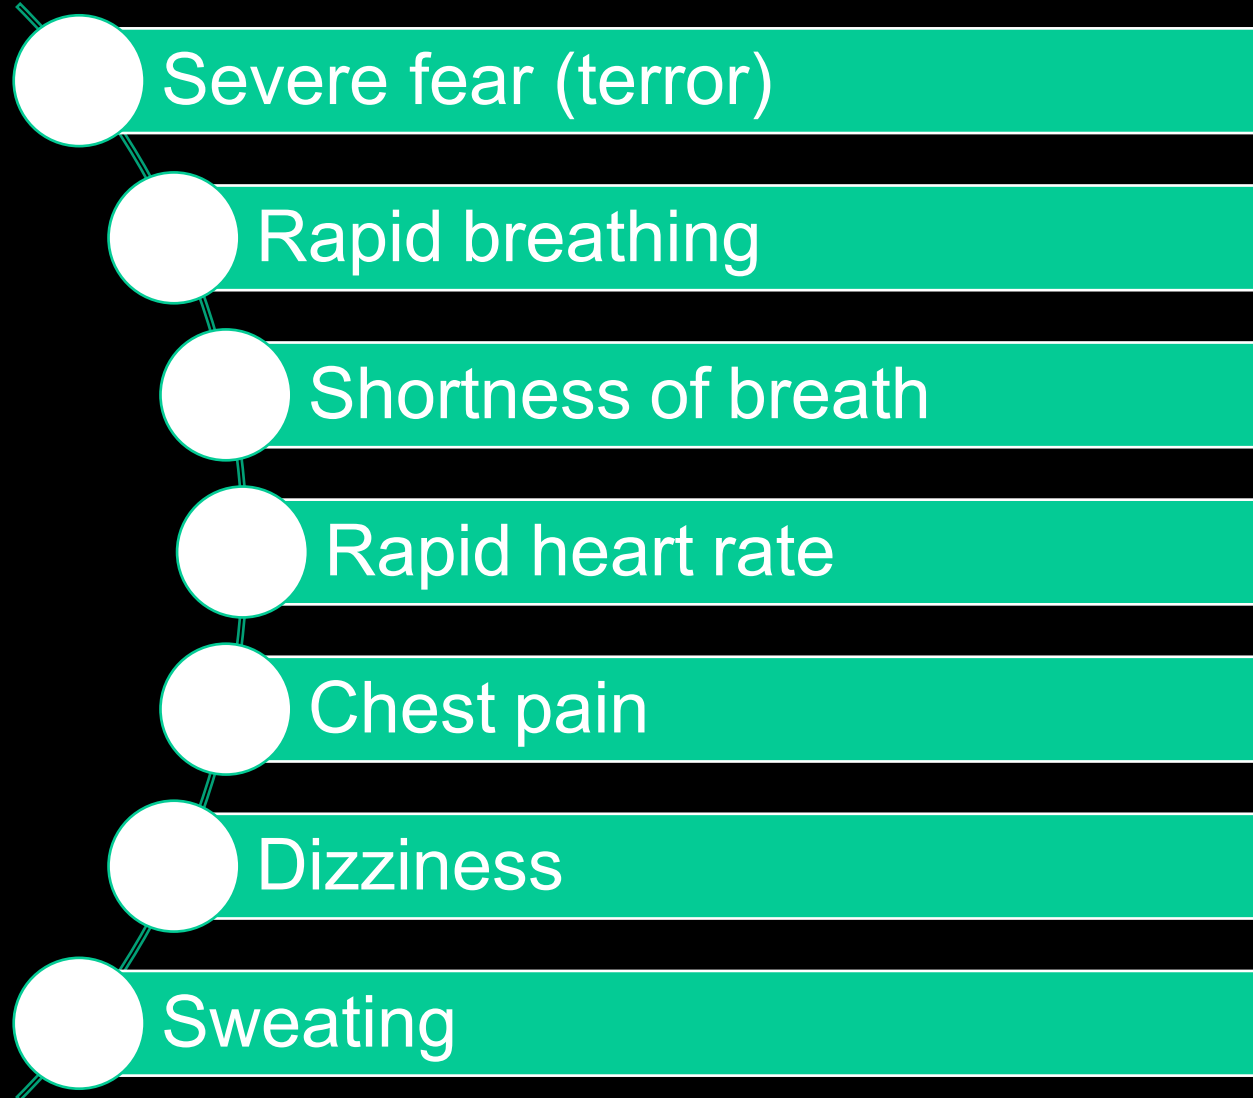 Severe fear (terror)
Rapid breathing
Shortness of breath
Rapid heart rate
Chest pain
Dizziness
Sweating